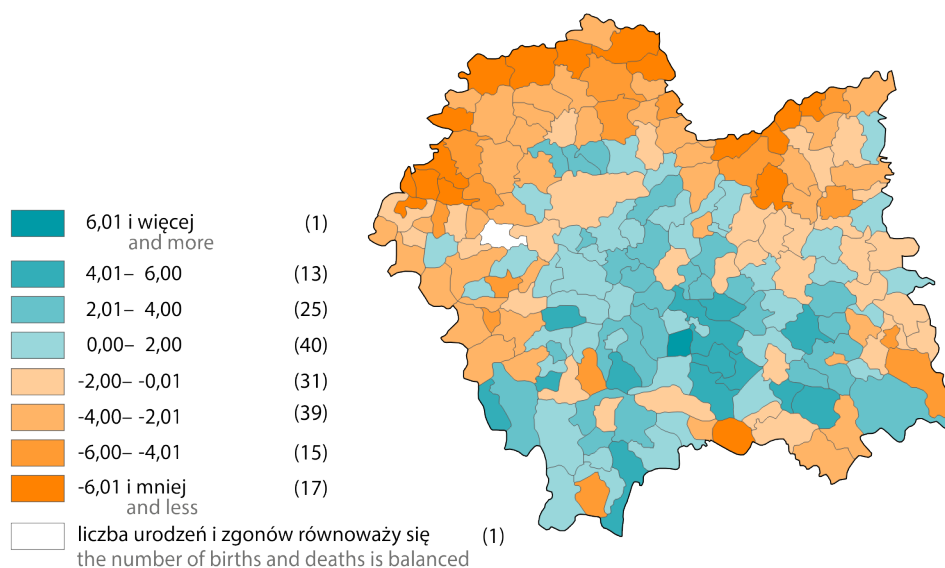 6,01 i więcej (1)
and more
4,01– 6,00 (13)
2,01– 4,00 (25)
0,00– 2,00 (40)
-2,00– -0,01 (31)
-4,00– -2,01 (39)
-6,00– -4,01 (15)
-6,01 i mniej (17)
and less
liczba urodzeń i zgonów równoważy się (1)
the number of births and deaths is balanced